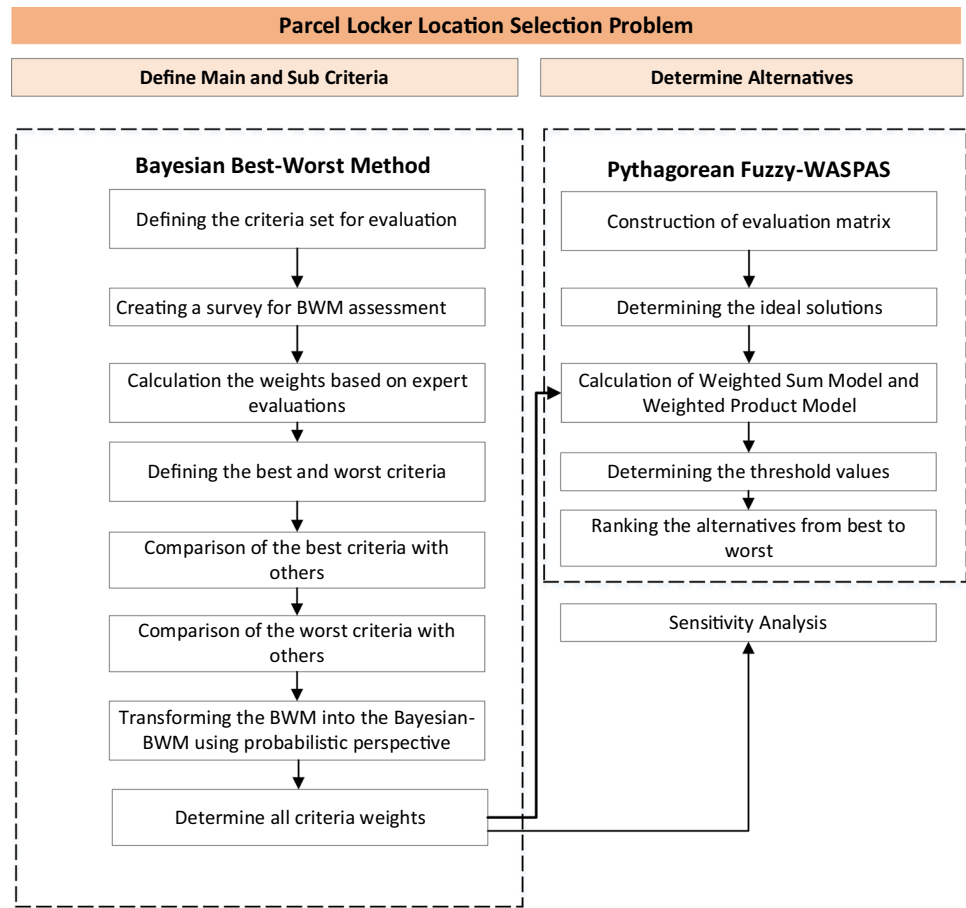 Parcel Locker Location Selection Problem
Define Main and Sub Criteria
Determine Alternatives
Bayesian Best-Worst Method
Defining the criteria set for evaluation
Creating a survey for BWM assessment
Calculation the weights based on expert
evaluations
Defining the best and worst criteria
Comparison of the best criteria with
others
Comparison of the worst criteria with
others
Transforming the BWM into the Bayesian-
BWM using probabilistic perspective
Determine all criteria weights
Pythagorean Fuzzy-WASPAS
Construction of evaluation matrix
Determining the ideal solutions
Calculation of Weighted Sum Model and
Weighted Product Model
Determining the threshold values
Ranking the alternatives from best to
worst
Sensitivity Analysis